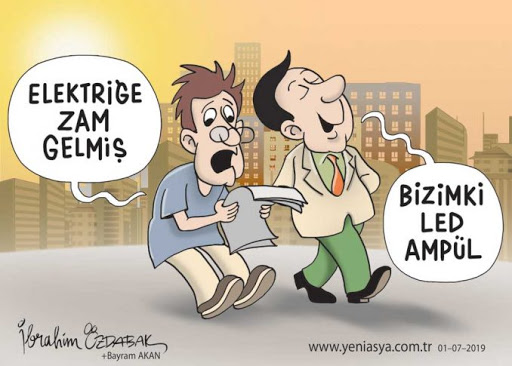 ELEKTRİĞE
ZAM
GELMİŞ
BİZİMKİ
LED
AMPÜL
İbrahim ÖZDABAK
+Bayram AKAN
www.yeniasya.com.tr 01-07-2019